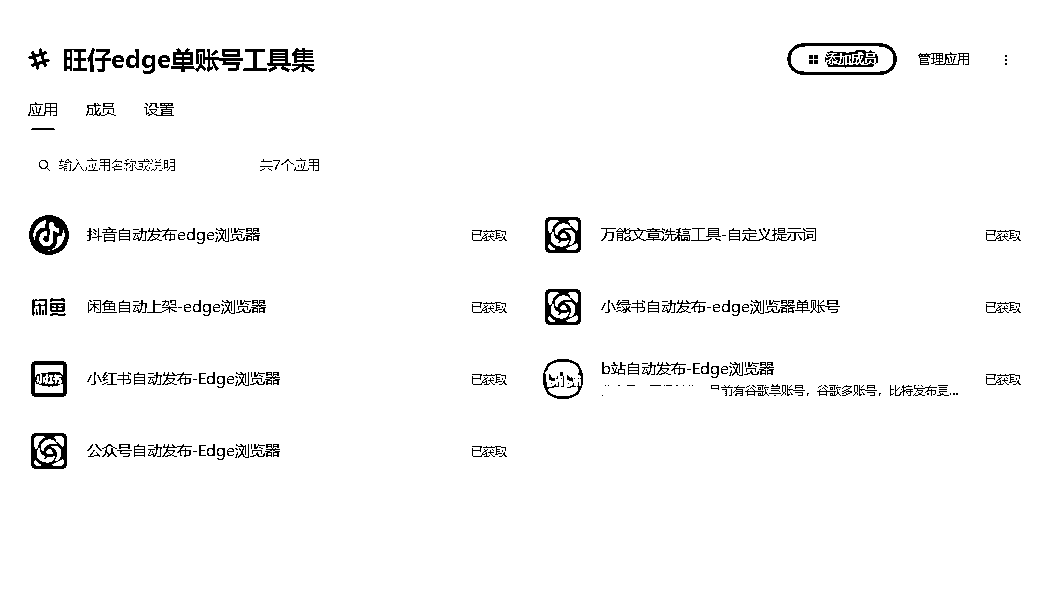 旺仔edge单账号工具集
添加成员
管理应用
应用
成员
设置
输入应用名称或说明
共7个应用
抖音自动发布edge浏览器
已获取
万能文章洗稿工具-自定义提示词
已获取
闲鱼
闲鱼自动上架-edge浏览器
已获取
小绿书自动发布-edge浏览器单账号
已获取
小红书自动发布-Edge浏览器
已获取
b站自动发布-Edge浏览器
前有谷歌单账号，谷歌多账号，比特发布更...
已获取
公众号自动发布-Edge浏览器
已获取